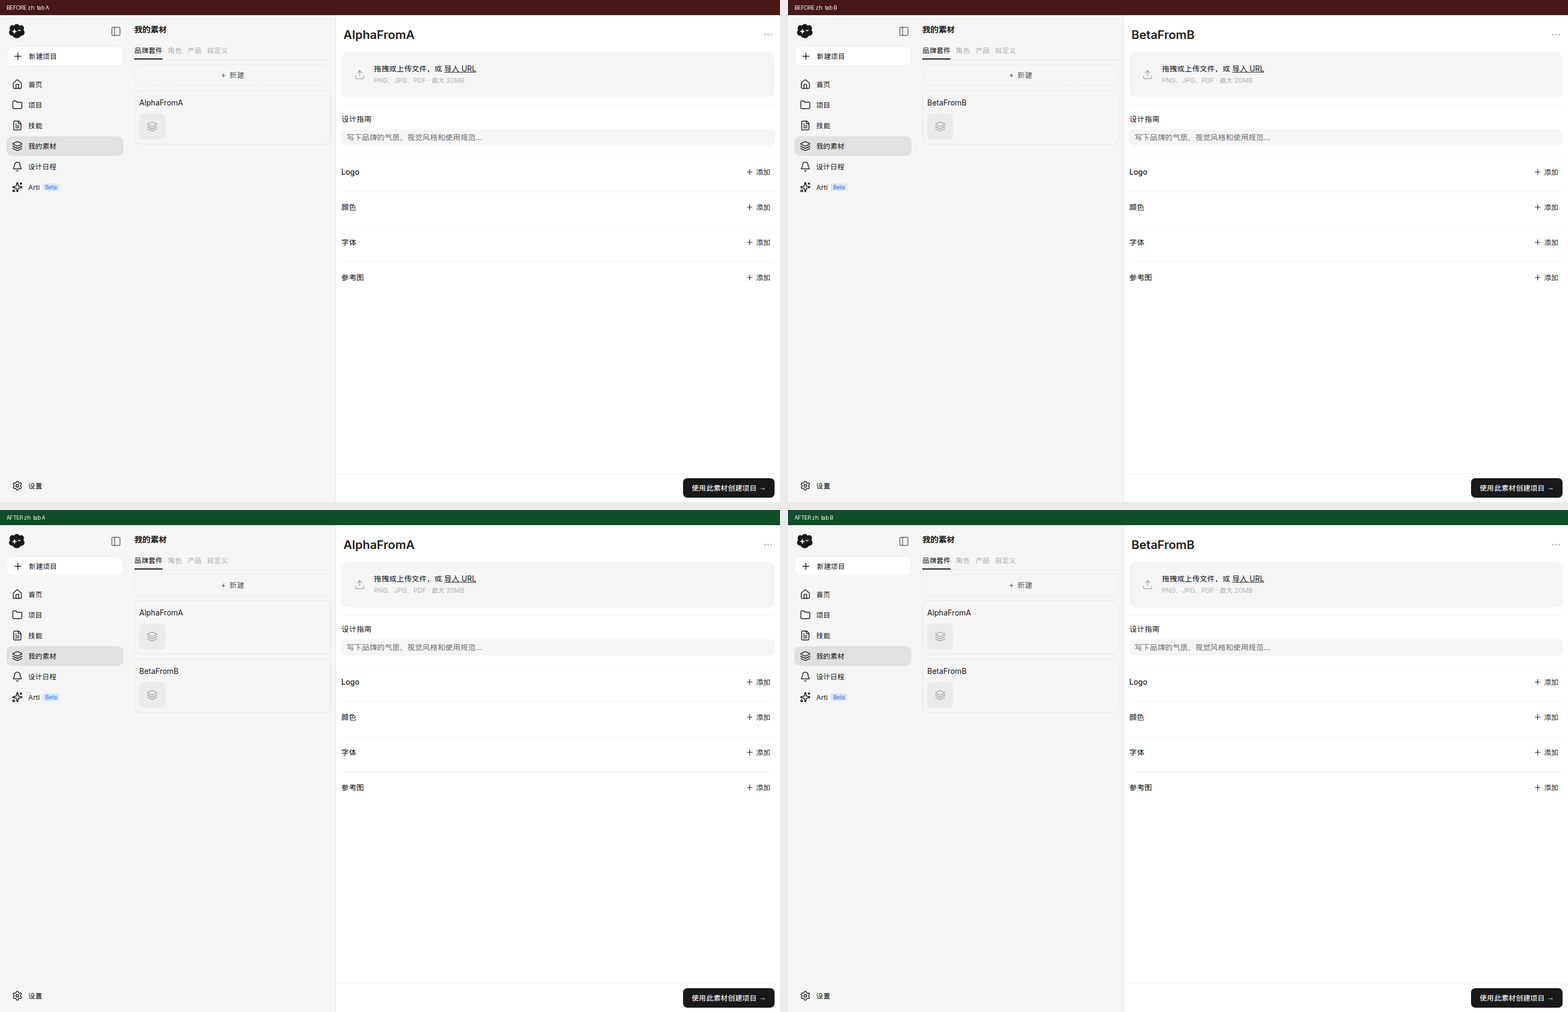 BEFORE zh tab A
新建项目
首页
项目
技能
我的素材
设计日程
Arti Beta
设置
我的素材
品牌套件 角色 产品 自定义
+ 新建
AlphaFromA
AlphaFromA
拖拽或上传文件，或 导入 URL
PNG、JPG、PDF · 最大 20MB
设计指南
写下品牌的气质、视觉风格和使用规范...
Logo
+ 添加
颜色
+ 添加
字体
+ 添加
参考图
+ 添加
使用此素材创建项目 →
BEFORE zh tab B
新建项目
首页
项目
技能
我的素材
设计日程
Arti Beta
设置
我的素材
品牌套件 角色 产品 自定义
+ 新建
BetaFromB
BetaFromB
拖拽或上传文件，或 导入 URL
PNG、JPG、PDF · 最大 20MB
设计指南
写下品牌的气质、视觉风格和使用规范...
Logo
+ 添加
颜色
+ 添加
字体
+ 添加
参考图
+ 添加
使用此素材创建项目 →
AFTER zh tab A
新建项目
首页
项目
技能
我的素材
设计日程
Arti Beta
设置
我的素材
品牌套件 角色 产品 自定义
+ 新建
AlphaFromA
BetaFromB
AlphaFromA
拖拽或上传文件，或 导入 URL
PNG、JPG、PDF · 最大 20MB
设计指南
写下品牌的气质、视觉风格和使用规范...
Logo
+ 添加
颜色
+ 添加
字体
+ 添加
参考图
+ 添加
使用此素材创建项目 →
AFTER zh tab B
新建项目
首页
项目
技能
我的素材
设计日程
Arti Beta
设置
我的素材
品牌套件 角色 产品 自定义
+ 新建
AlphaFromA
BetaFromB
BetaFromB
拖拽或上传文件，或 导入 URL
PNG、JPG、PDF · 最大 20MB
设计指南
写下品牌的气质、视觉风格和使用规范...
Logo
+ 添加
颜色
+ 添加
字体
+ 添加
参考图
+ 添加
使用此素材创建项目 →